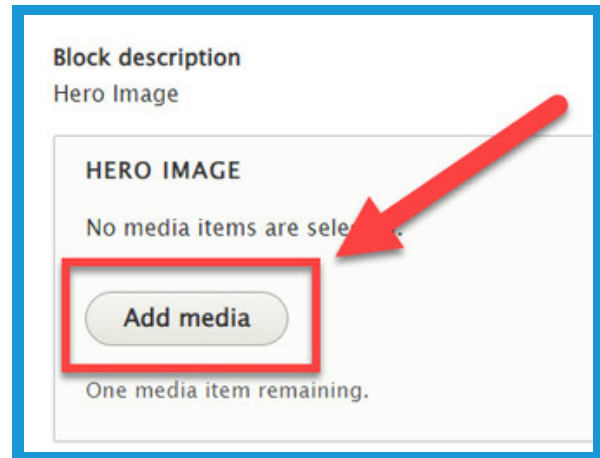 Block description
Hero Image
HERO IMAGE
No media items are
Add media
One media item remaining.